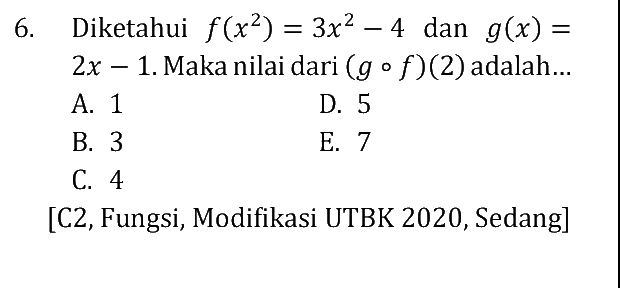 6. Diketahui f(x²) = 3x² − 4 dan g(x) =
2x − 1. Maka nilai dari (g ∘ f)(2) adalah...
A. 1 D. 5
B. 3 E. 7
C. 4
[C2, Fungsi, Modifikasi UTBK 2020, Sedang]